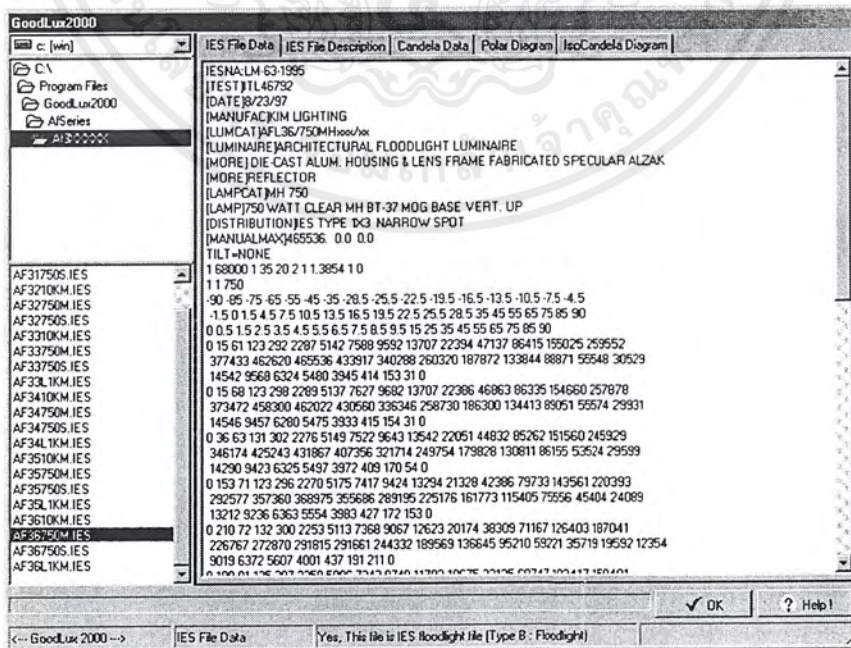 GoodLux2000
c: [win]
C:\
Program Files
GoodLux2000
AfSeries
AF31750S.IES
AF3210KM.IES
AF32750M.IES
AF32750S.IES
AF3310KM.IES
AF33750M.IES
AF33750S.IES
AF33L1KM.IES
AF3410KM.IES
AF34750M.IES
AF34750S.IES
AF34L1KM.IES
AF3510KM.IES
AF35750M.IES
AF35750S.IES
AF35L1KM.IES
AF3610KM.IES
AF36750M.IES
AF36750S.IES
AF36L1KM.IES
IES File Data IES File Description Candela Data Polar Diagram IsoCandela Diagram
IESNA:LM-63-1995
[TEST]ITL46792
[DATE]8/23/97
[MANUFAC]KIM LIGHTING
[LUMCAT]AFL36/750MHxxx/xx
[LUMINAIRE]ARCHITECTURAL FLOODLIGHT LUMINAIRE
[MORE] DIE-CAST ALUM. HOUSING & LENS FRAME FABRICATED SPECULAR ALZAK
[MORE]REFLECTOR
[LAMPCAT]MH 750
[LAMP]750 WATT CLEAR MH BT-37 MOG BASE VERT. UP
[DISTRIBUTION]IES TYPE 1X3 NARROW SPOT
[MANUALMAX]465536. 0.0 0.0
TILT=NONE
1 68000 1 35 20 2 1 1.3854 1 0
1 1 750
-90 -85 -75 -65 -55 -45 -35 -28.5 -25.5 -22.5 -19.5 -16.5 -13.5 -10.5 -7.5 -4.5
-1.5 0 1.5 4.5 7.5 10.5 13.5 16.5 19.5 22.5 25.5 28.5 35 45 55 65 75 85 90
0 0.5 1.5 2.5 3.5 4.5 5.5 6.5 7.5 8.5 9.5 15 25 35 45 55 65 75 85 90
0 15 61 123 292 2287 5142 7588 9592 13707 22394 47137 86415 155025 259552
377433 462620 465536 433917 340288 260320 187872 133844 88871 55548 30529
14542 9568 6324 5480 3945 414 153 31 0
0 15 68 123 298 2289 5137 7627 9682 13707 22386 46863 86335 154660 257878
373472 458300 462022 430560 336346 258730 186300 134413 89051 55574 29931
14546 9457 6280 5475 3933 415 154 31 0
0 36 63 131 302 2276 5149 7522 9643 13542 22051 44832 85262 151560 245929
346174 425243 431867 407356 321714 249754 179828 130811 86155 53524 29599
14290 9423 6325 5497 3972 409 170 54 0
0 153 71 123 296 2270 5175 7417 9424 13294 21328 42386 79733 143561 220393
292577 357360 368975 355686 289195 225176 161773 115405 75556 45404 24089
13212 9236 6363 5554 3983 427 172 153 0
0 210 72 132 300 2253 5113 7368 9067 12623 20174 38309 71167 126403 187041
226767 272870 291815 291661 244332 189569 136645 95210 59221 35719 19592 12354
9019 6372 5607 4001 437 191 211 0
OK ? Help !
<-- GoodLux 2000 --> IES File Data Yes, This file is IES floodlight file (Type B : Floodlight)